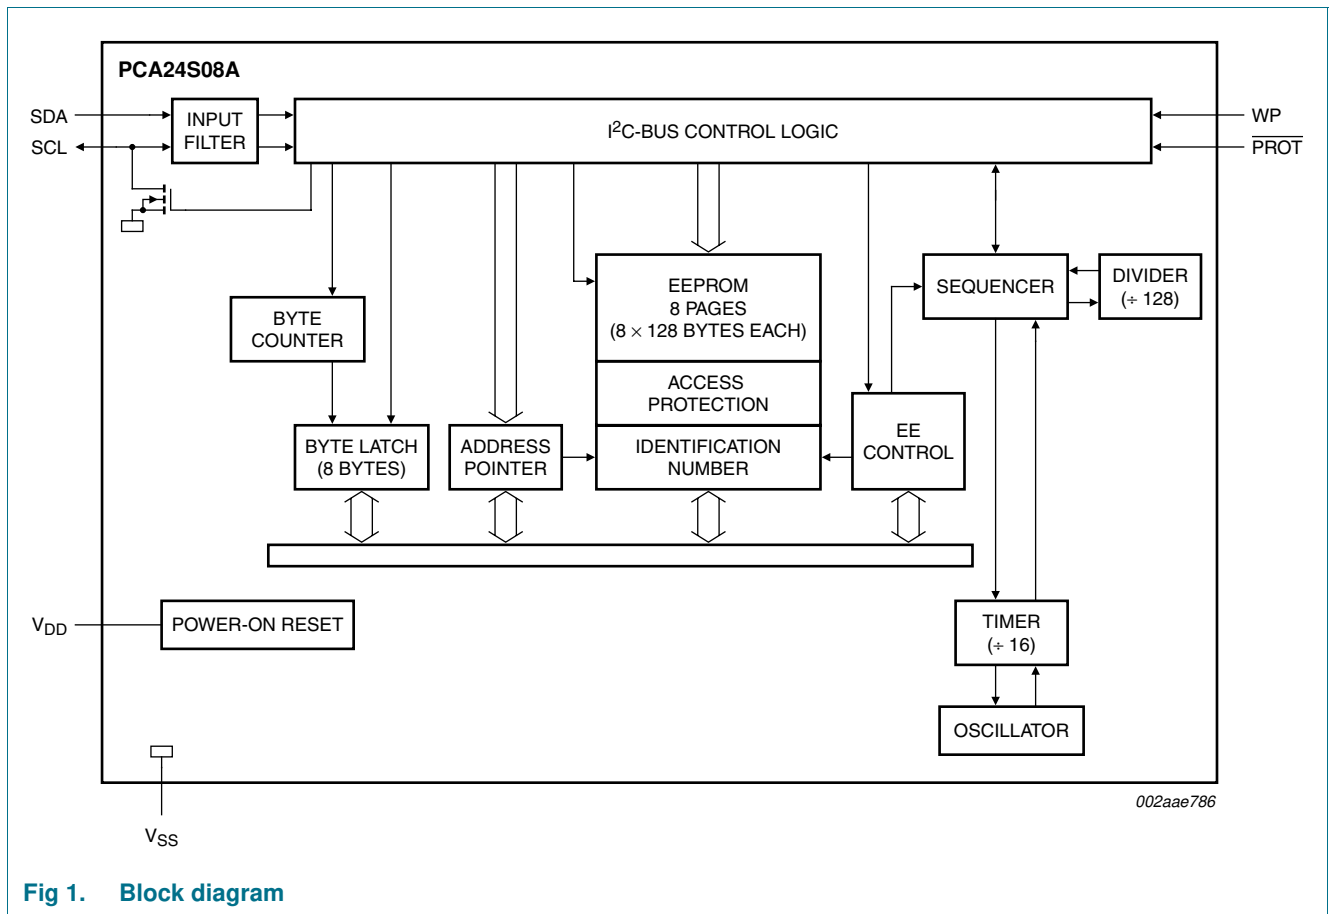 PCA24S08A
SDA
SCL
INPUT
FILTER
I²C-BUS CONTROL LOGIC
WP
PROT
BYTE
COUNTER
EEPROM
8 PAGES
(8 × 128 BYTES EACH)
SEQUENCER
DIVIDER
(÷ 128)
ACCESS
PROTECTION
BYTE LATCH
(8 BYTES)
ADDRESS
POINTER
IDENTIFICATION
NUMBER
EE
CONTROL
VDD
POWER-ON RESET
TIMER
(÷ 16)
OSCILLATOR
VSS
002aae786
Fig 1. Block diagram